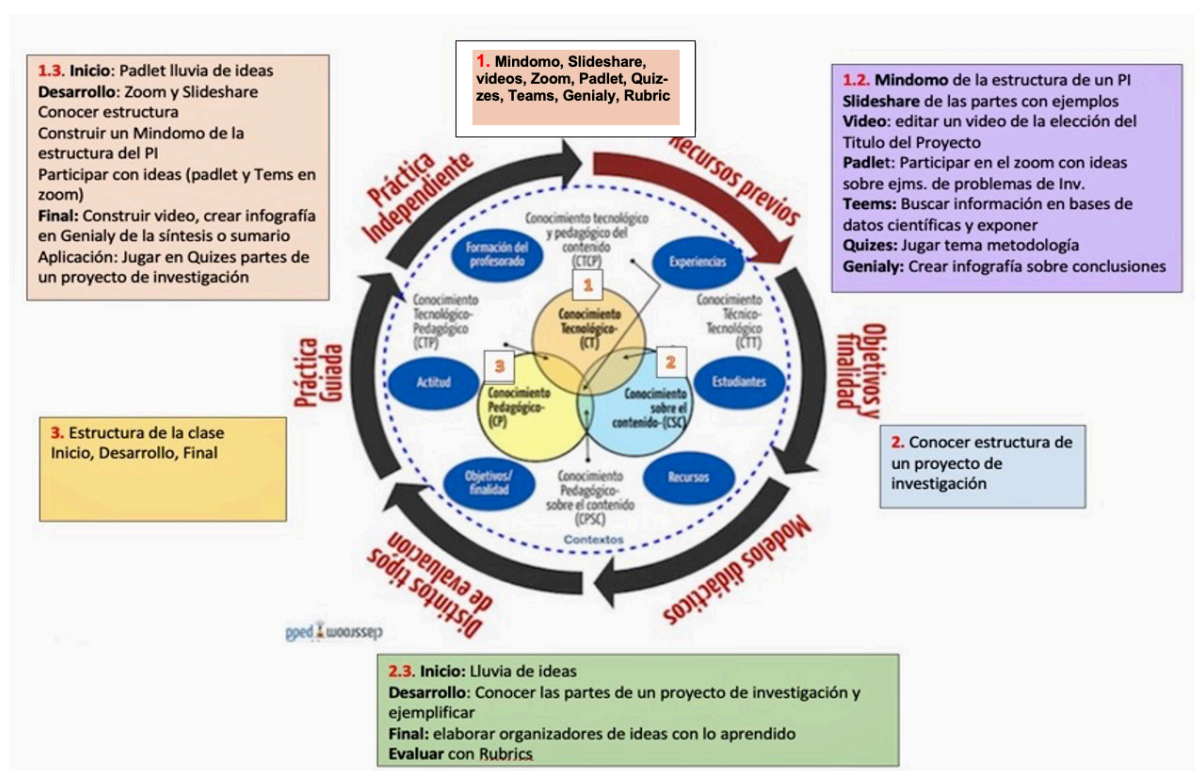 1. Mindomo, Slideshare,
videos, Zoom, Padlet, Quiz-
zes, Teams, Genialy, Rubric
1.3. Inicio: Padlet lluvia de ideas
Desarrollo: Zoom y Slideshare
Conocer estructura
Construir un Mindomo de la
estructura del PI
Participar con ideas (padlet y Tems en
zoom)
Final: Construir video, crear infografía
en Genialy de la síntesis o sumario
Aplicación: Jugar en Quizes partes de
un proyecto de investigación
1.2. Mindomo de la estructura de un PI
Slideshare de las partes con ejemplos
Video: editar un video de la elección del
Titulo del Proyecto
Padlet: Participar en el zoom con ideas
sobre ejms. de problemas de Inv.
Teems: Buscar información en bases de
datos científicas y exponer
Quizes: Jugar tema metodología
Genialy: Crear infografía sobre conclusiones
Práctica
Independiente
Recursos previos
Objetivos y
finalidad
Modelos didácticos
Distintos tipos
de evaluacion
Práctica
Guiada
Conocimiento tecnológico
y pedagógico del
contenido
(CTCP)
Formación del
profesorado
Experiencias
1
Conocimiento
Tecnológico-
Pedagógico
(CTP)
Conocimiento
Tecnológico-
(CT)
Conocimiento
Técnico-
Tecnológico
(CTT)
3
2
Actitud
Conocimiento
Pedagógico-
(CP)
Conocimiento
sobre el
contenido-(CSC)
Estudiantes
Objetivos/
finalidad
Conocimiento
Pedagógico-
sobre el contenido
(CPSC)
Recursos
Contextos
3. Estructura de la clase
Inicio, Desarrollo, Final
2. Conocer estructura de
un proyecto de
investigación
2.3. Inicio: Lluvia de ideas
Desarrollo: Conocer las partes de un proyecto de investigación y
ejemplificar
Final: elaborar organizadores de ideas con lo aprendido
Evaluar con Rubrics